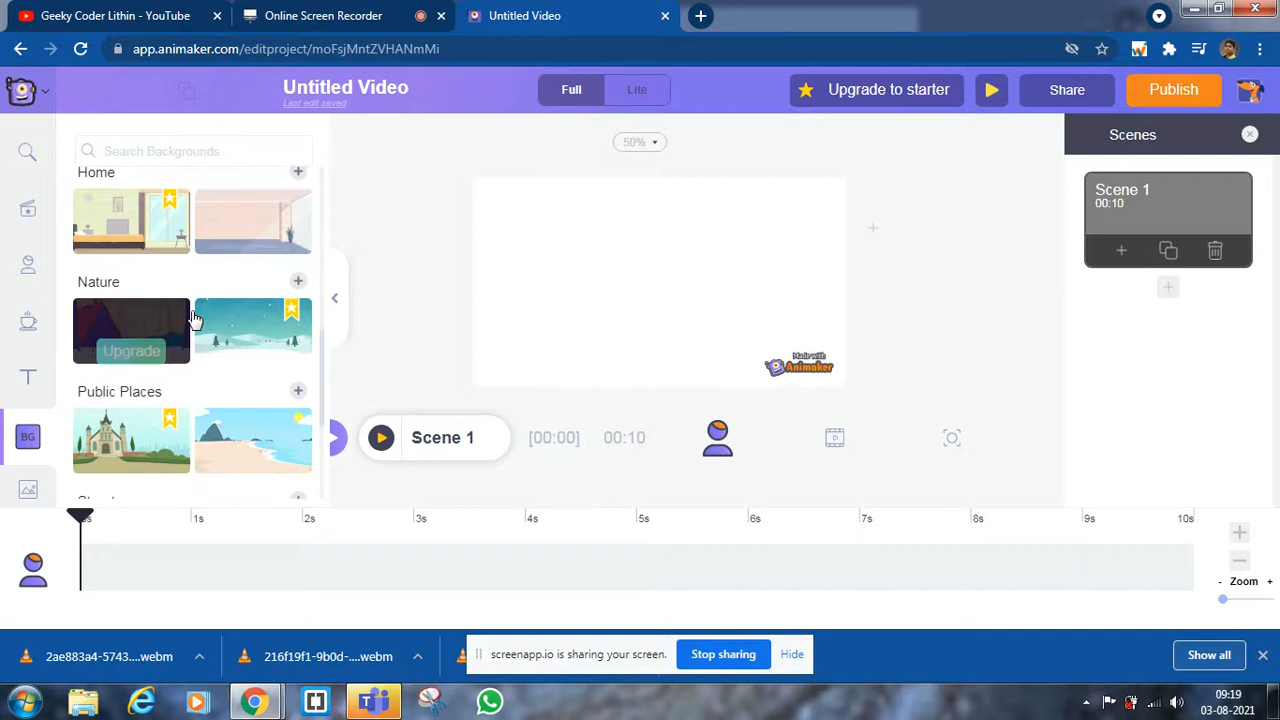 Geeky Coder Lithin - YouTube
Online Screen Recorder
Untitled Video
app.animaker.com/editproject/moFsjMntZVHANmMi
Untitled Video
Last edit saved
Full
Lite
Upgrade to starter
Share
Publish
Search Backgrounds
50%
Scenes
Home
Scene 1
00:10
Nature
Upgrade
Made with
Animaker
Public Places
BG
T
Scene 1
[00:00]
00:10
1s
2s
3s
4s
5s
6s
7s
8s
9s
10s
- Zoom +
2ae883a4-5743....webm
216f19f1-9b0d-....webm
screenapp.io is sharing your screen.
Stop sharing
Hide
Show all
09:19
03-08-2021